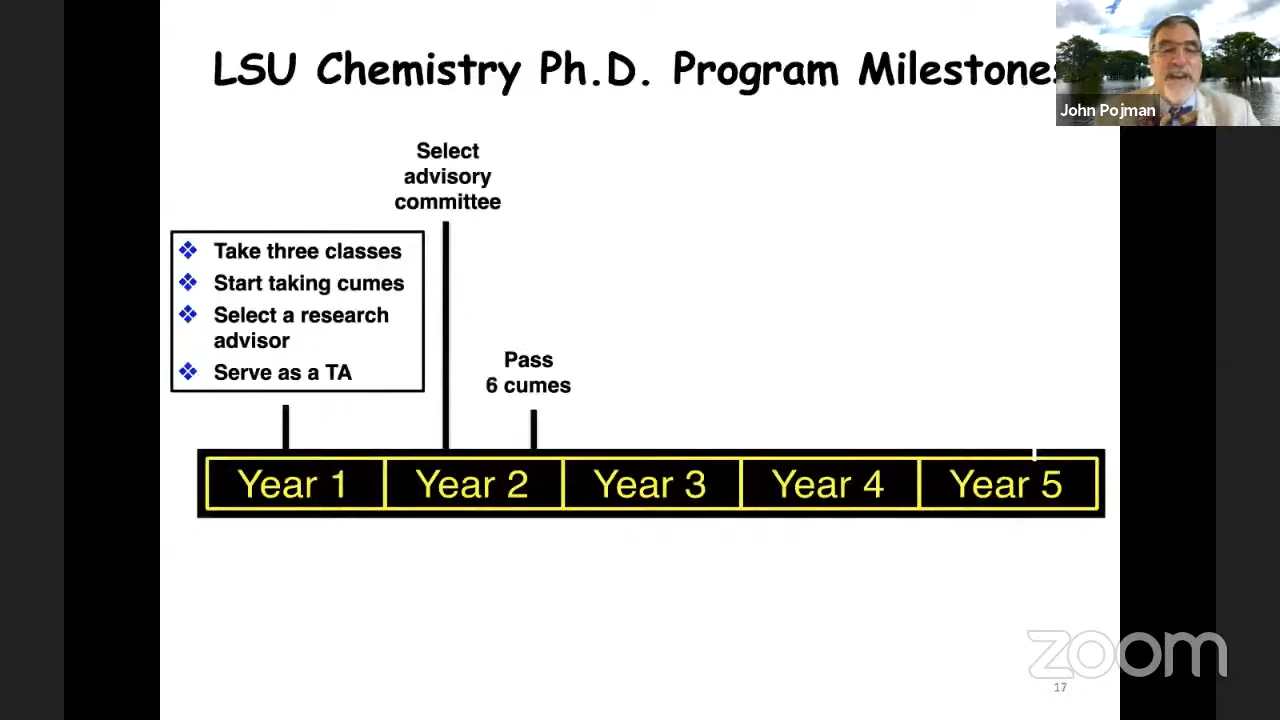 LSU Chemistry Ph.D. Program Milestones
John Pojman
Select
advisory
committee
Take three classes
Start taking cumes
Select a research
advisor
Serve as a TA
Pass
6 cumes
Year 1
Year 2
Year 3
Year 4
Year 5
zoom
17